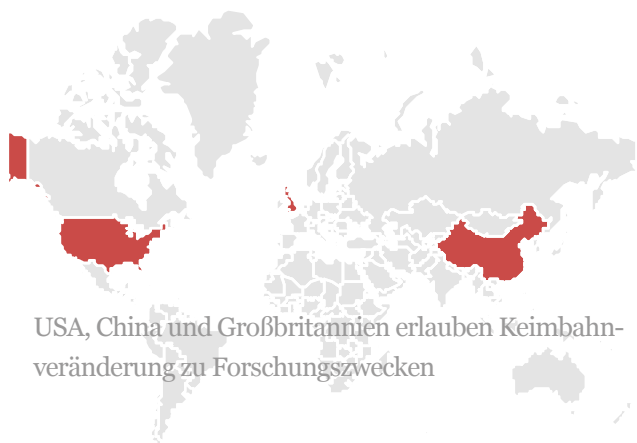 USA, China und Großbritannien erlauben Keimbahn-
veränderung zu Forschungszwecken